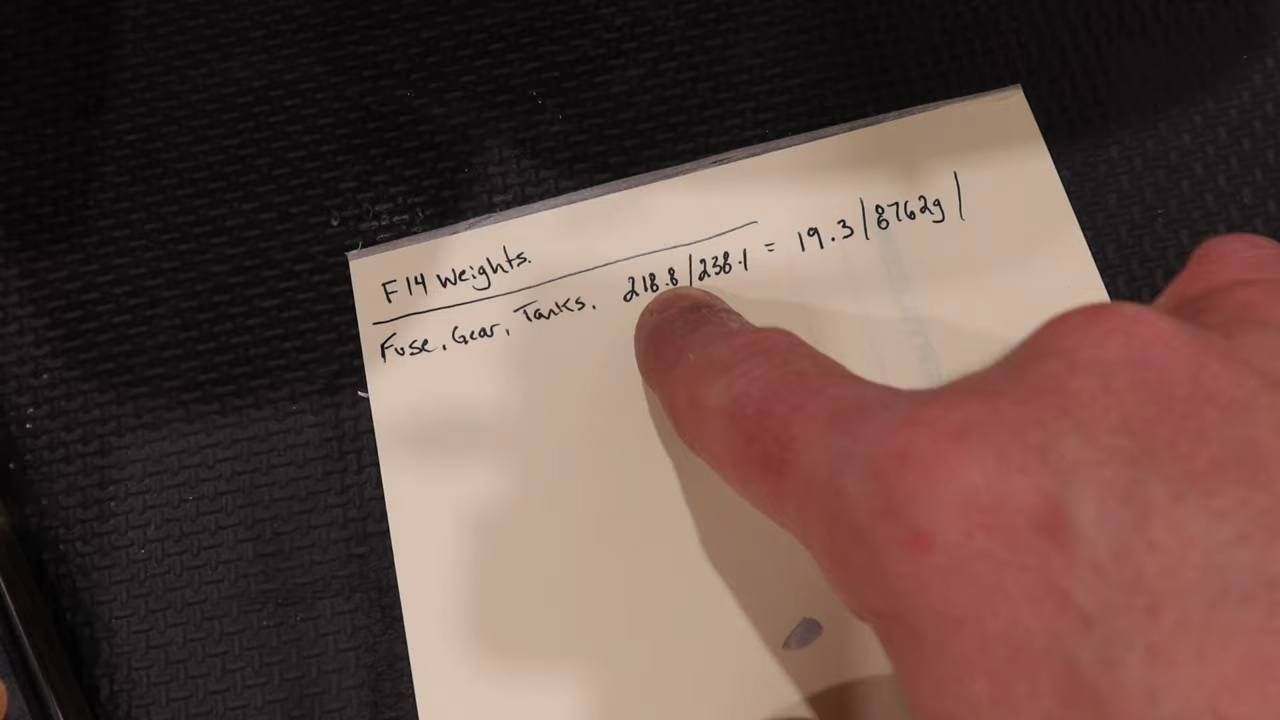 F14 Weights.
Fuse, Gear, Tanks. 218.8/238.1 = 19.3/8762g/